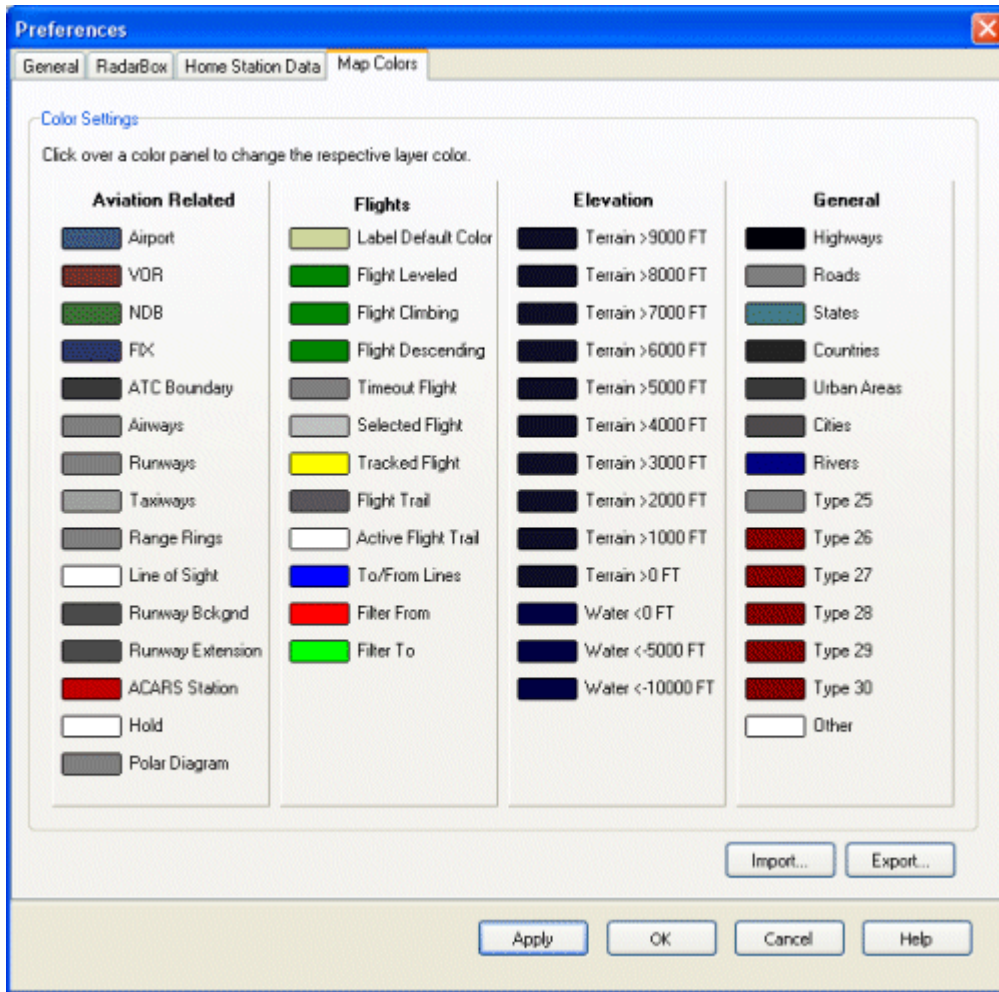 Preferences
General RadarBox Home Station Data Map Colors
Color Settings
Click over a color panel to change the respective layer color.
Aviation Related
Airport
VOR
NDB
FIX
ATC Boundary
Airways
Runways
Taxiways
Range Rings
Line of Sight
Runway Bckgnd
Runway Extension
ACARS Station
Hold
Polar Diagram
Flights
Label Default Color
Flight Leveled
Flight Climbing
Flight Descending
Timeout Flight
Selected Flight
Tracked Flight
Flight Trail
Active Flight Trail
To/From Lines
Filter From
Filter To
Elevation
Terrain >9000 FT
Terrain >8000 FT
Terrain >7000 FT
Terrain >6000 FT
Terrain >5000 FT
Terrain >4000 FT
Terrain >3000 FT
Terrain >2000 FT
Terrain >1000 FT
Terrain >0 FT
Water <0 FT
Water <-5000 FT
Water <-10000 FT
General
Highways
Roads
States
Countries
Urban Areas
Cities
Rivers
Type 25
Type 26
Type 27
Type 28
Type 29
Type 30
Other
Import... Export...
Apply OK Cancel Help